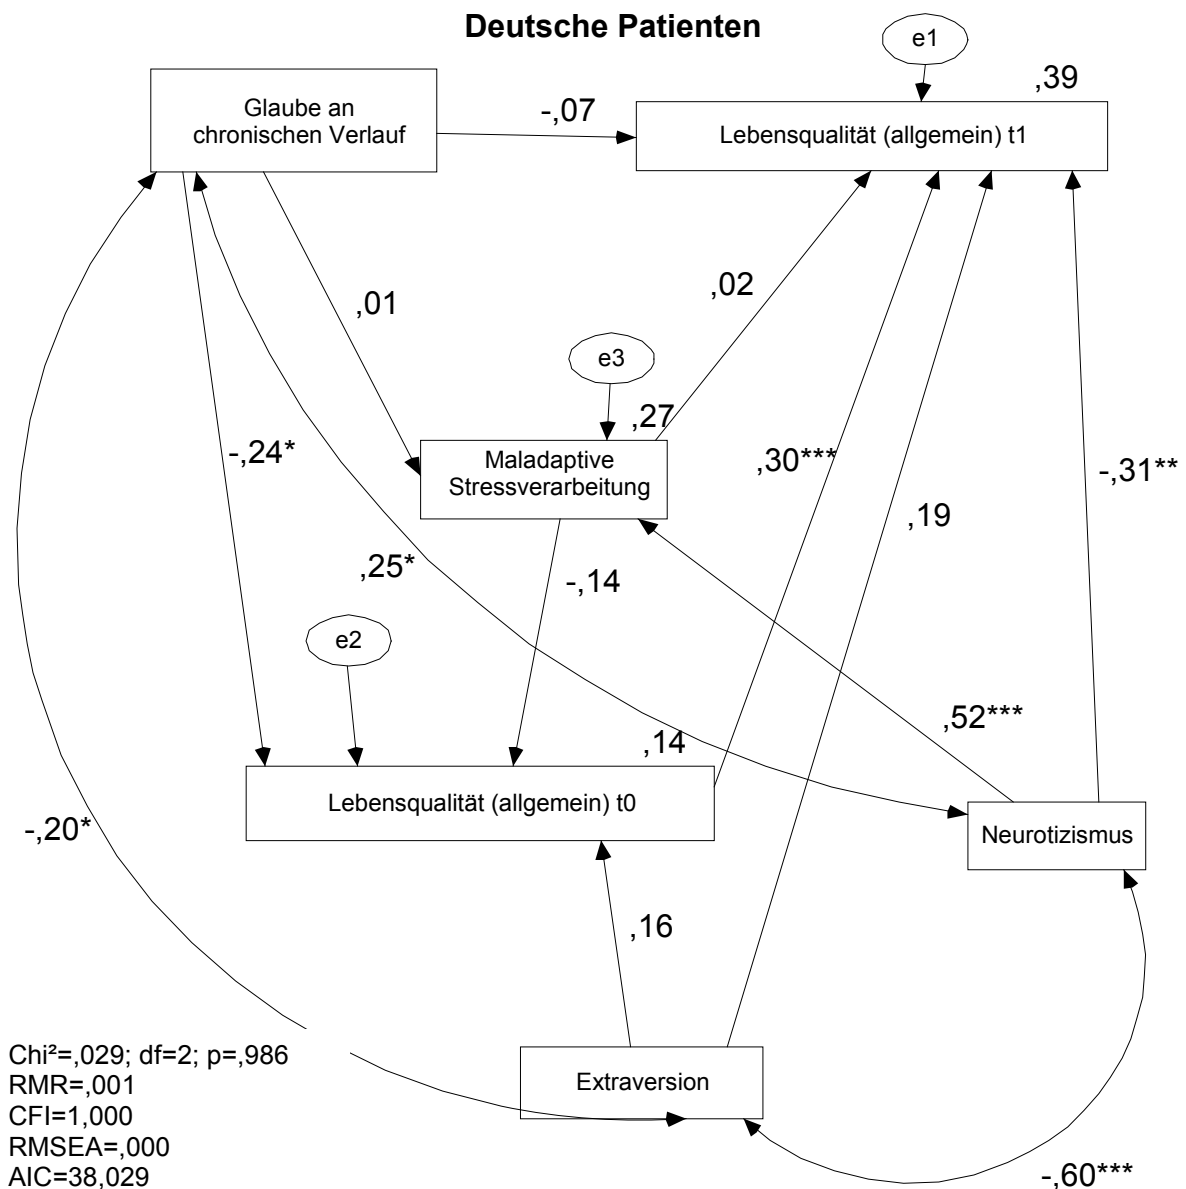 Deutsche Patienten
e1
,39
Glaube an
chronischen Verlauf
-,07
Lebensqualität (allgemein) t1
,01
,02
e3
,27
-,24*
Maladaptive
Stressverarbeitung
,30***
-,31**
,19
,25*
-,14
e2
,52***
,14
Lebensqualität (allgemein) t0
-,20*
Neurotizismus
,16
Chi²=,029; df=2; p=,986
RMR=,001
CFI=1,000
RMSEA=,000
AIC=38,029
Extraversion
-,60***